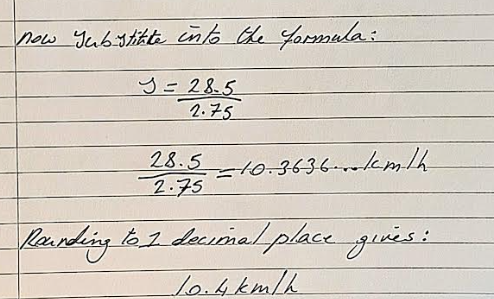 now substitute into the formula:
S = 28.5
2.75
28.5 = 10.3636... km/h
2.75
Rounding to 1 decimal place gives:
10.4 km/h